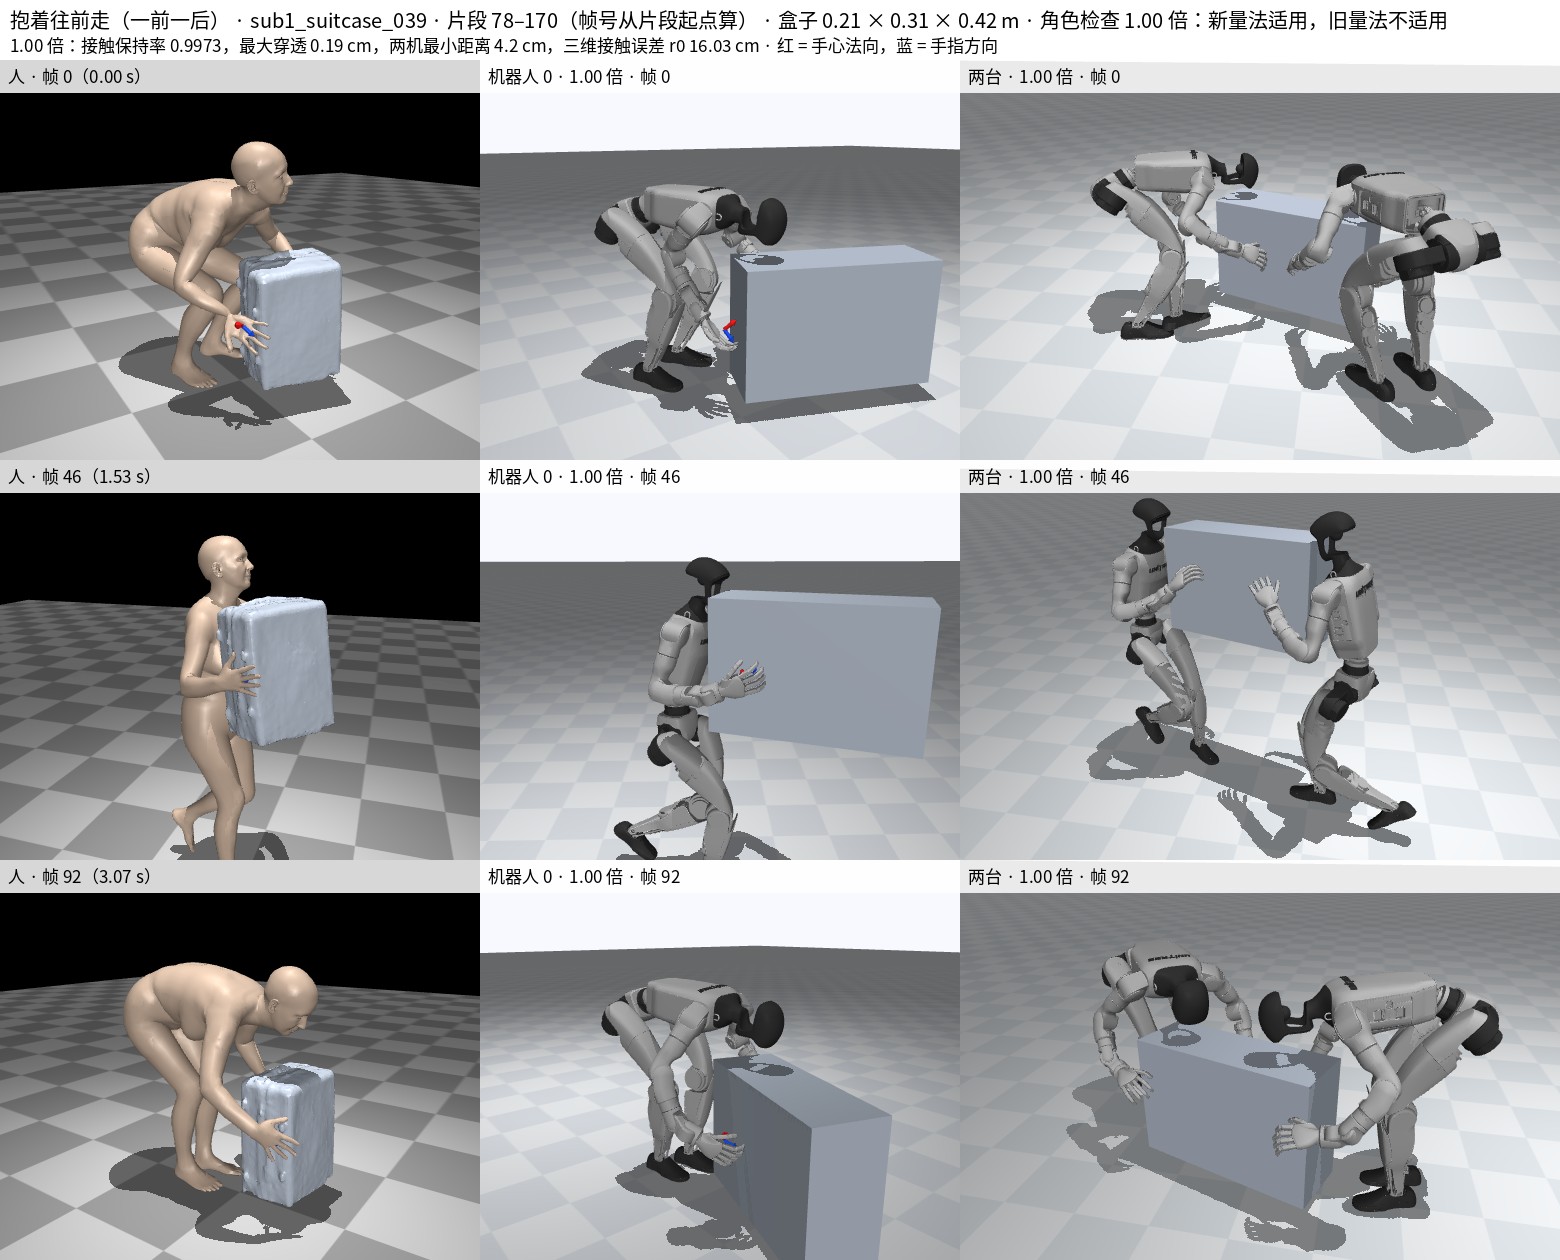 抱着往前走（一前一后） · sub1_suitcase_039 · 片段 78–170（帧号从片段起点算） · 盒子 0.21 × 0.31 × 0.42 m · 角色检查 1.00 倍：新量法适用，旧量法不适用
1.00 倍：接触保持率 0.9973，最大穿透 0.19 cm，两机最小距离 4.2 cm，三维接触误差 r0 16.03 cm · 红 = 手心法向，蓝 = 手指方向
人 · 帧 0（0.00 s）
机器人 0 · 1.00 倍 · 帧 0
两台 · 1.00 倍 · 帧 0
人 · 帧 46（1.53 s）
机器人 0 · 1.00 倍 · 帧 46
两台 · 1.00 倍 · 帧 46
人 · 帧 92（3.07 s）
机器人 0 · 1.00 倍 · 帧 92
两台 · 1.00 倍 · 帧 92